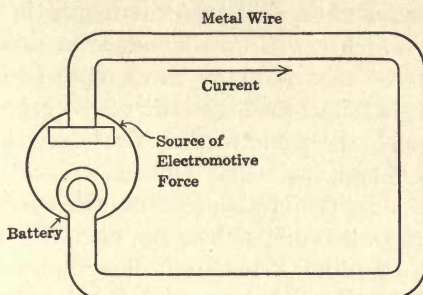 Metal Wire
Current
Source of
Electromotive
Force
Battery